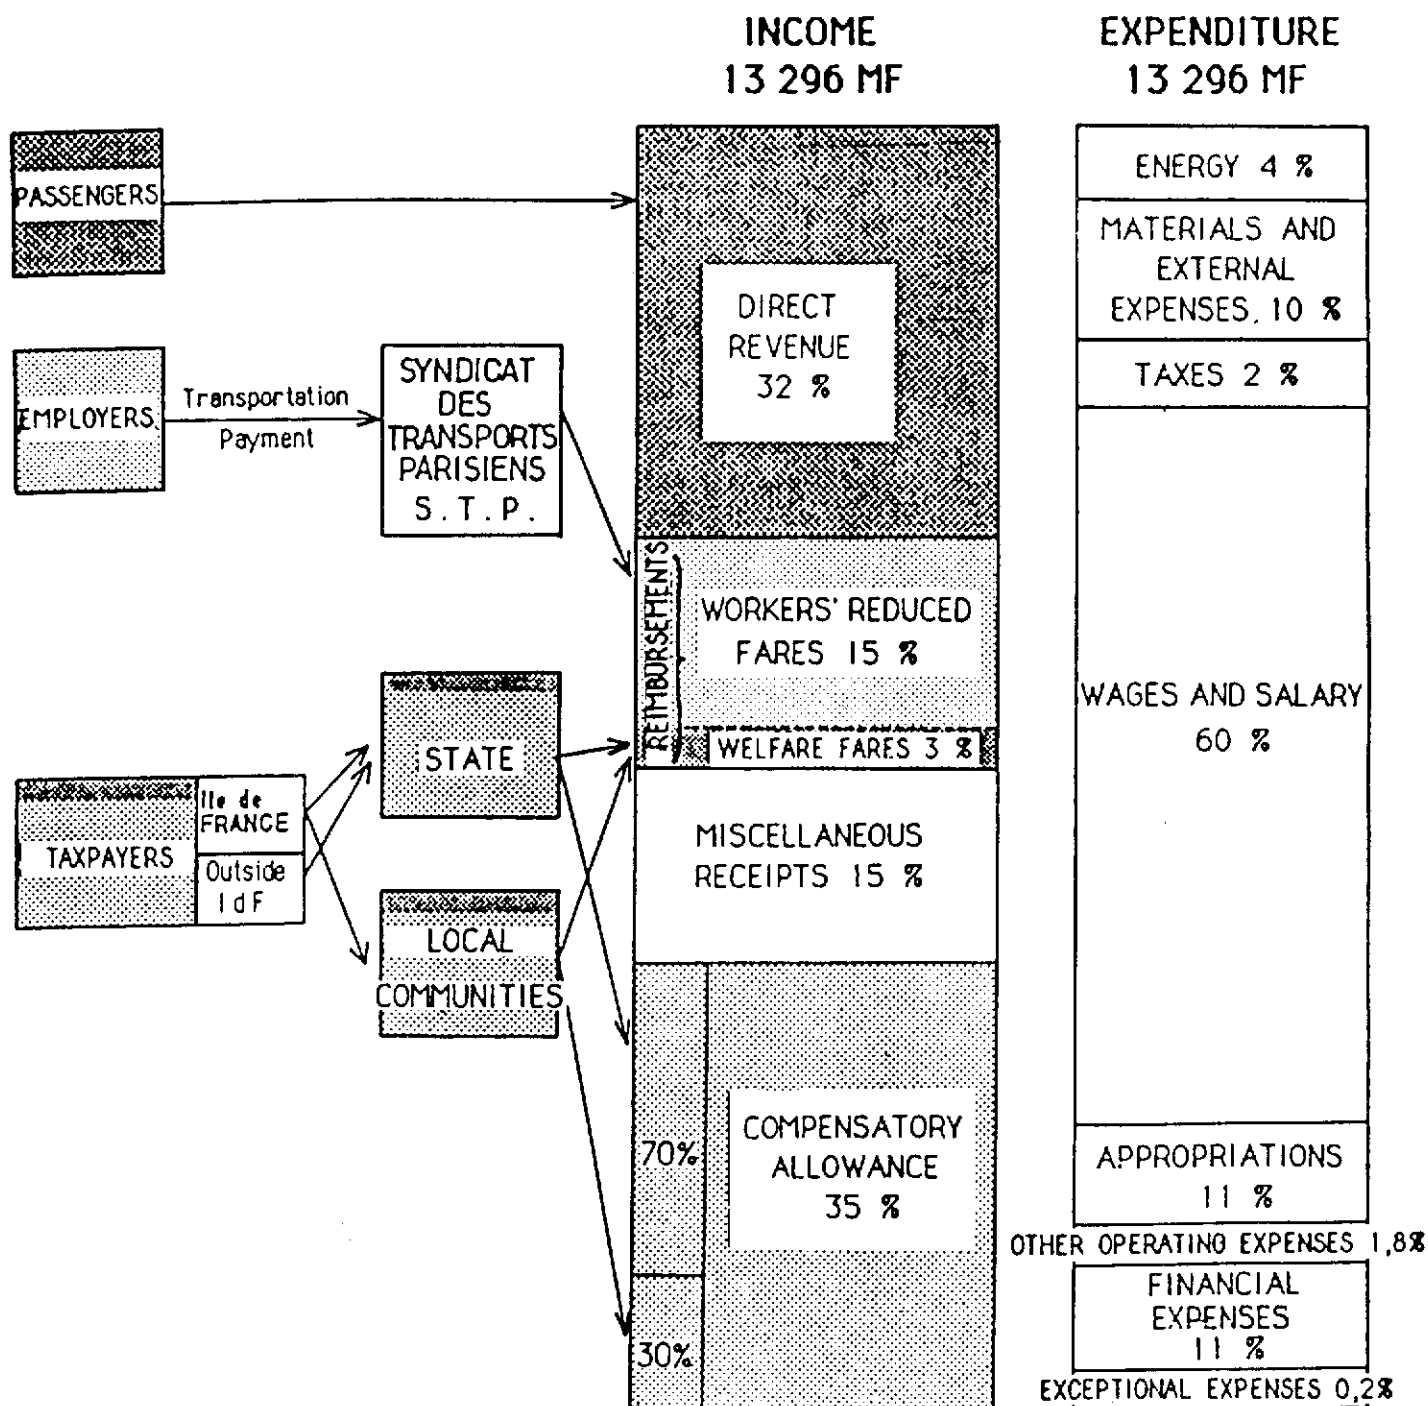 INCOME
13 296 MF
EXPENDITURE
13 296 MF
PASSENGERS
EMPLOYERS
Transportation
Payment
SYNDICAT
DES
TRANSPORTS
PARISIENS
S.T.P.
TAXPAYERS
Ile de
FRANCE
Outside
IdF
STATE
LOCAL
COMMUNITIES
DIRECT
REVENUE
32 %
REIMBURSEMENTS
WORKERS' REDUCED
FARES 15 %
WELFARE FARES 3 %
MISCELLANEOUS
RECEIPTS 15 %
70%
30%
COMPENSATORY
ALLOWANCE
35 %
ENERGY 4 %
MATERIALS AND
EXTERNAL
EXPENSES, 10 %
TAXES 2 %
WAGES AND SALARY
60 %
APPROPRIATIONS
11 %
OTHER OPERATING EXPENSES 1,8%
FINANCIAL
EXPENSES
11 %
EXCEPTIONAL EXPENSES 0,2%